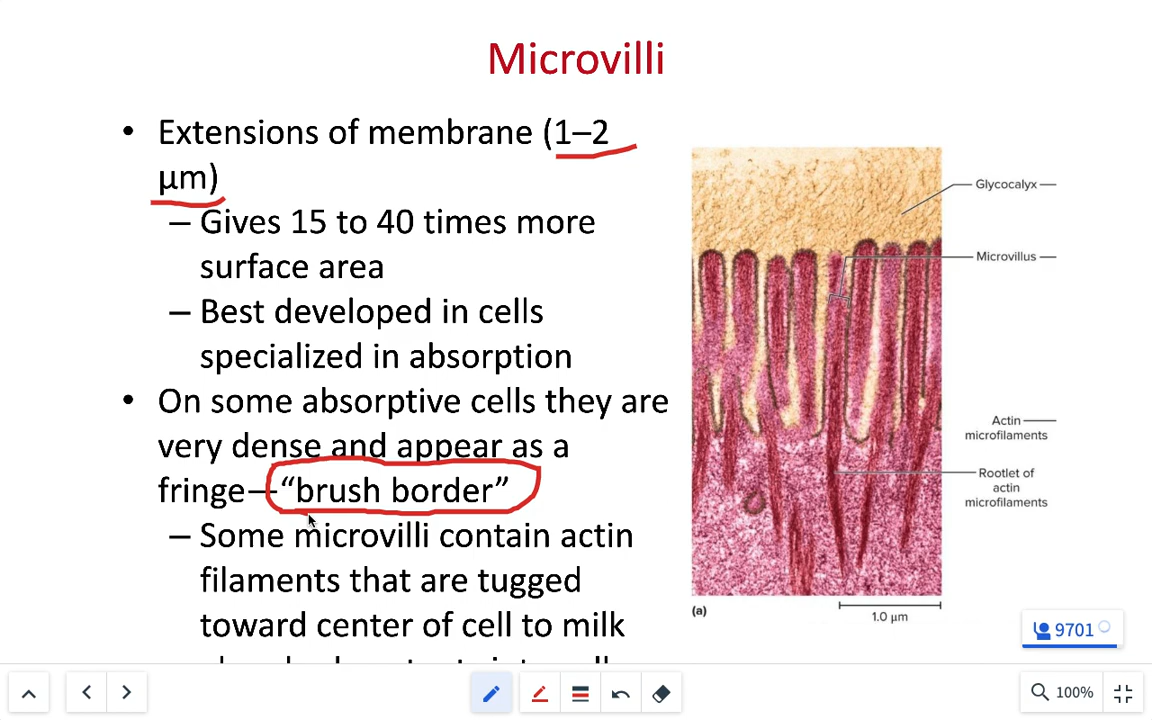 Microvilli
• Extensions of membrane (1–2
μm)
– Gives 15 to 40 times more
surface area
– Best developed in cells
specialized in absorption
• On some absorptive cells they are
very dense and appear as a
fringe—“brush border”
– Some microvilli contain actin
filaments that are tugged
toward center of cell to milk
Glycocalyx
Microvillus
Actin
microfilaments
Rootlet of
actin
microfilaments
(a)
1.0 μm
9701
100%